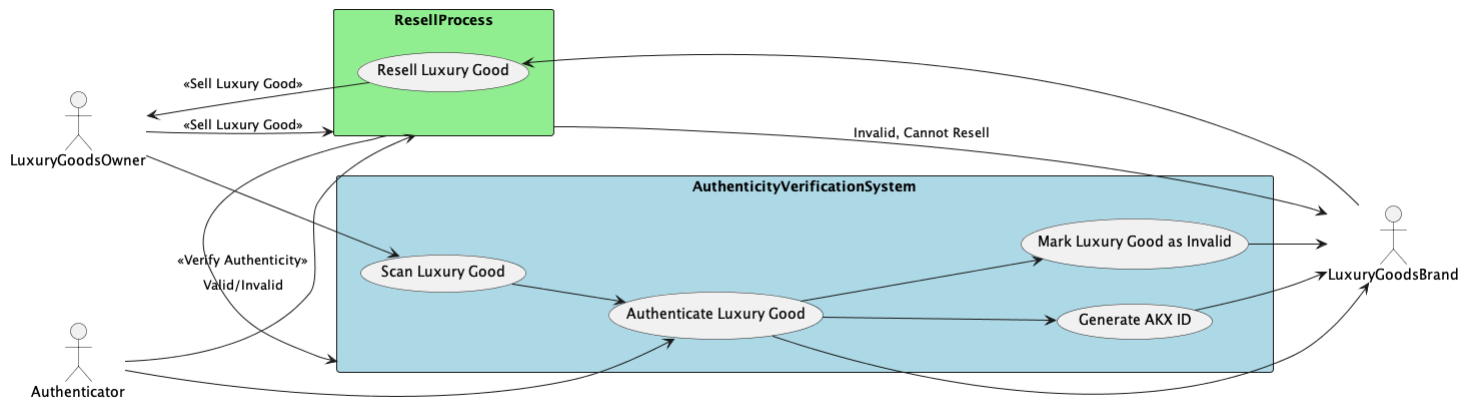 ResellProcess
Resell Luxury Good
«Sell Luxury Good»
«Sell Luxury Good»
Invalid, Cannot Resell
LuxuryGoodsOwner
AuthenticityVerificationSystem
Mark Luxury Good as Invalid
«Verify Authenticity»
Scan Luxury Good
LuxuryGoodsBrand
Valid/Invalid
Authenticate Luxury Good
Generate AKX ID
Authenticator